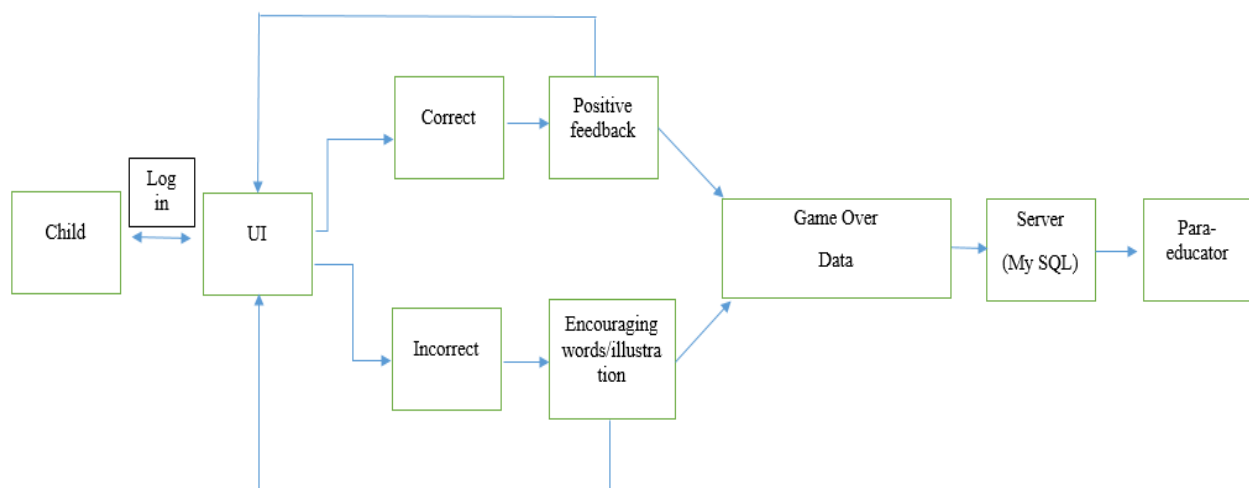 Child
Log
in
UI
Correct
Positive
feedback
Incorrect
Encouraging
words/illustra
tion
Game Over
Data
Server
(My SQL)
Para-
educator